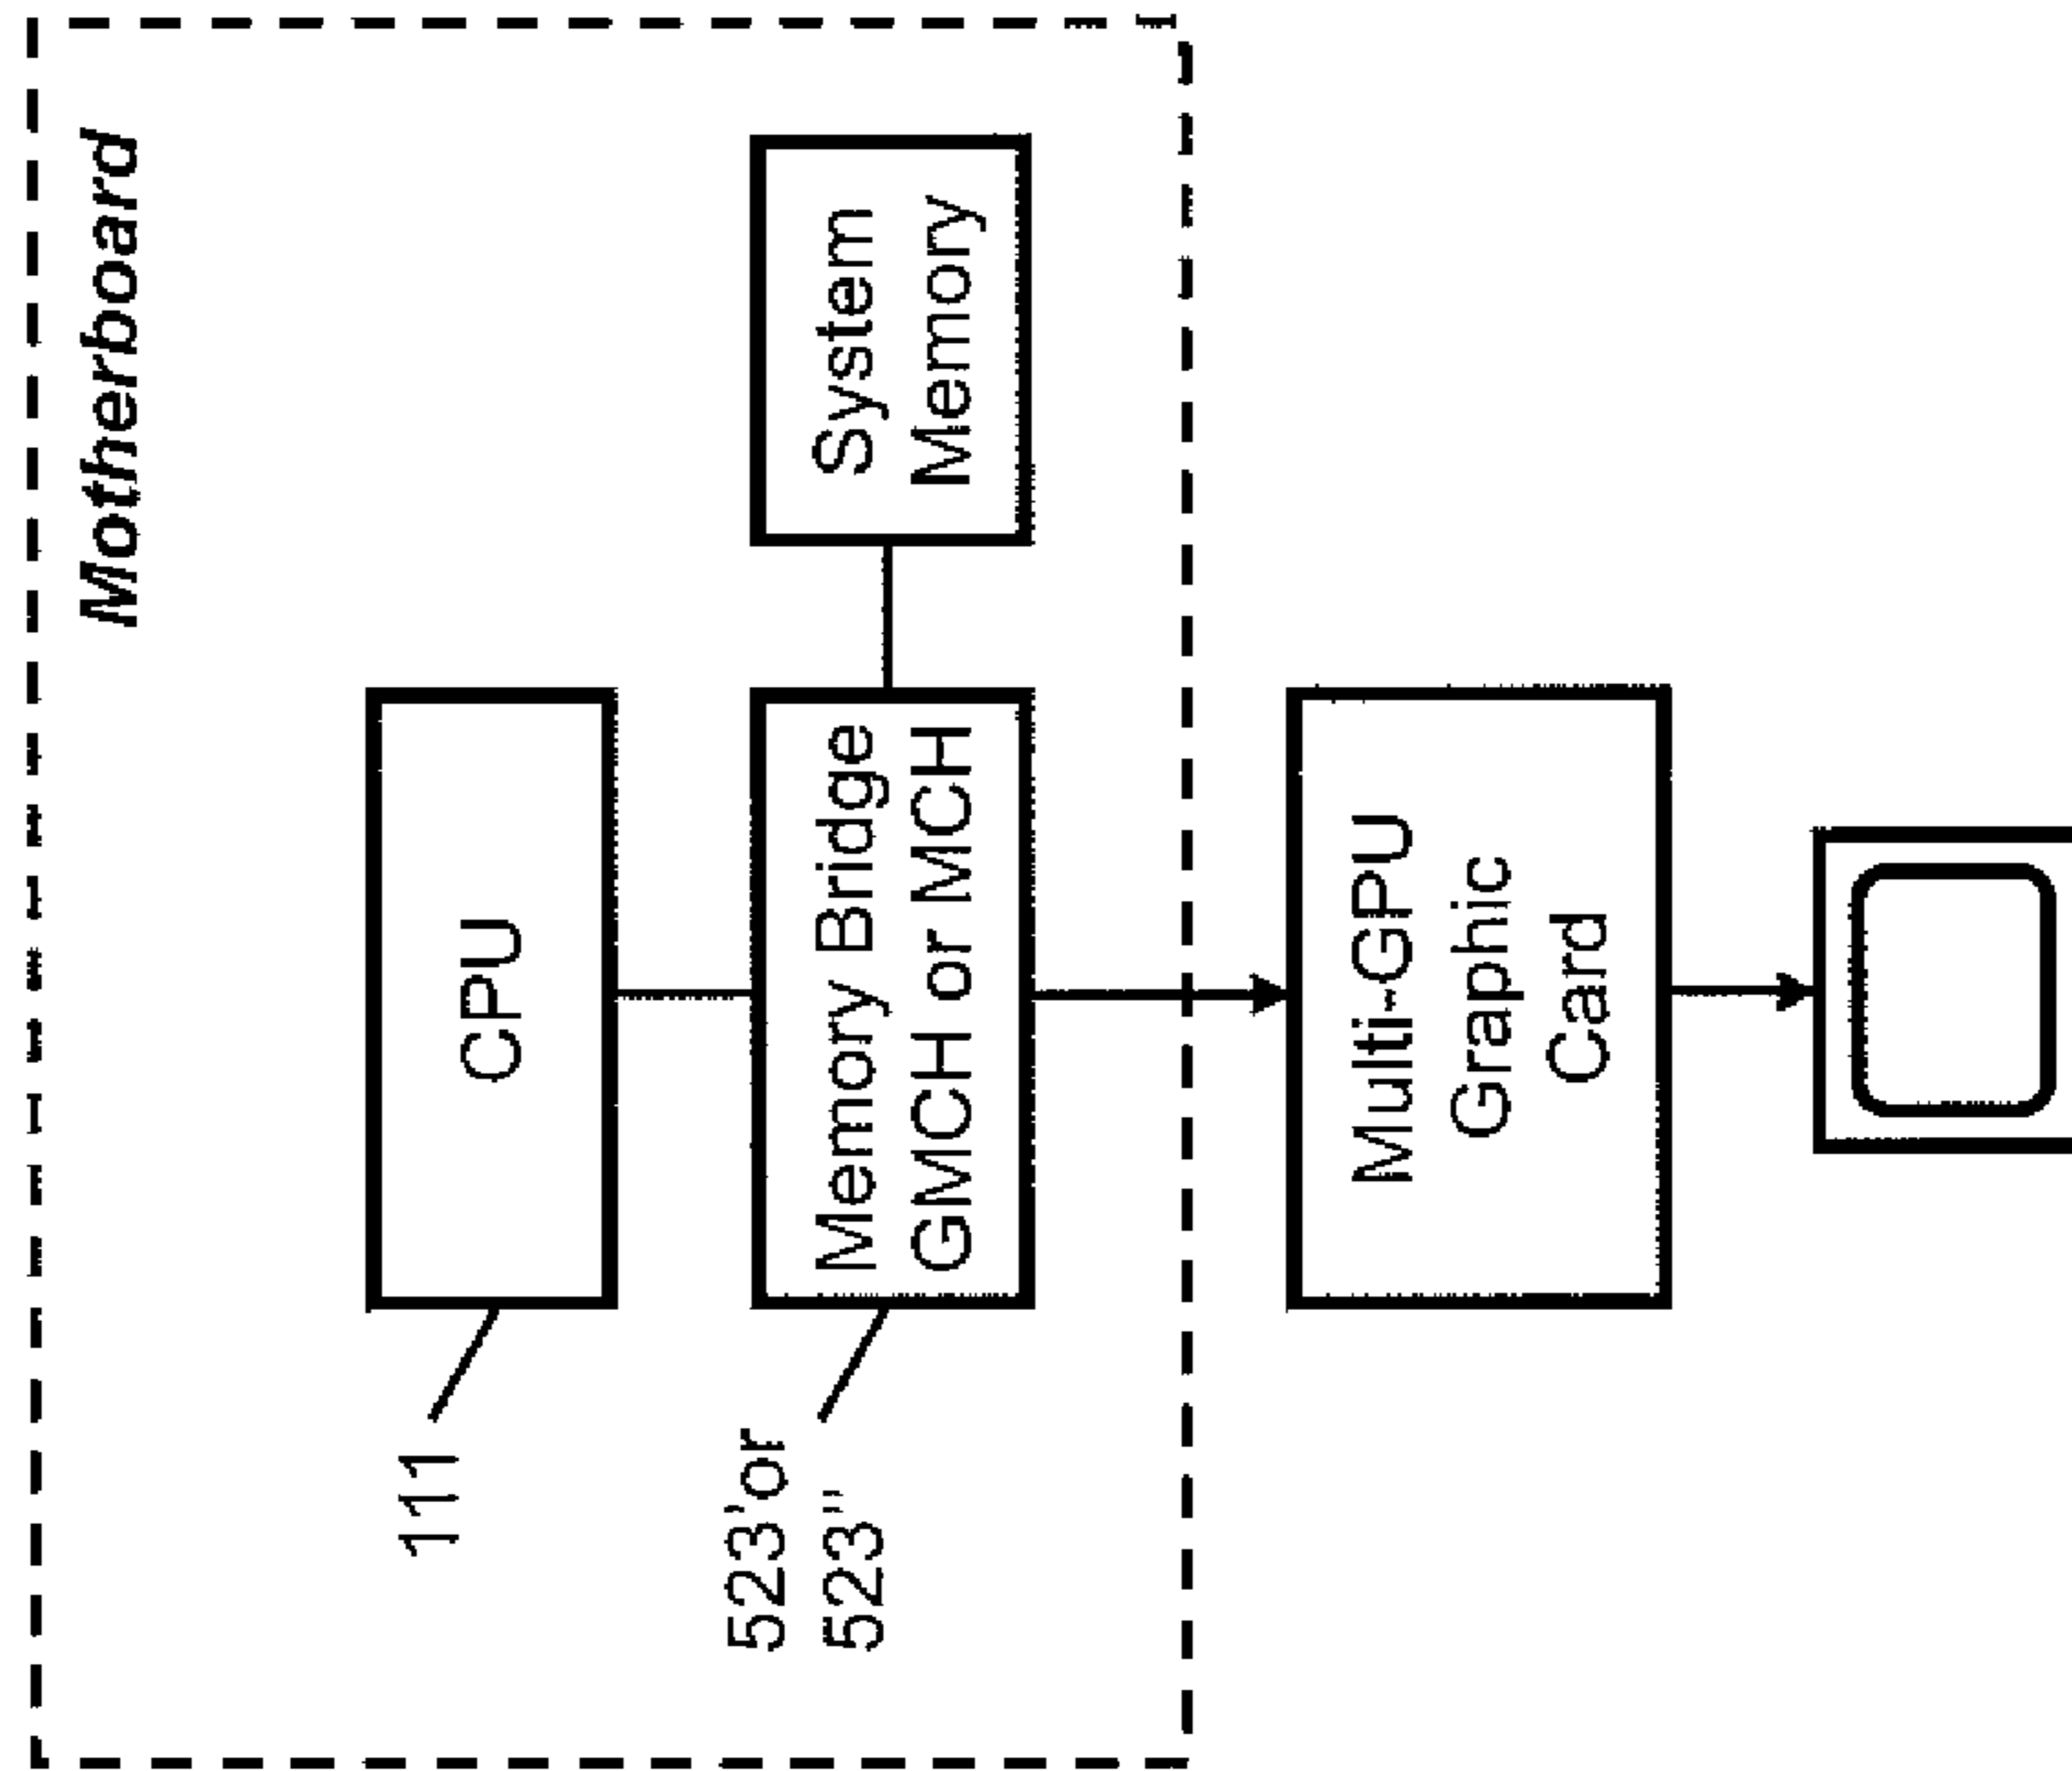 Motherboard
CPU
111
System
Memory
Memory Bridge
GMCH or MCH
523'or
523"
Multi-GPU
Graphic
Card